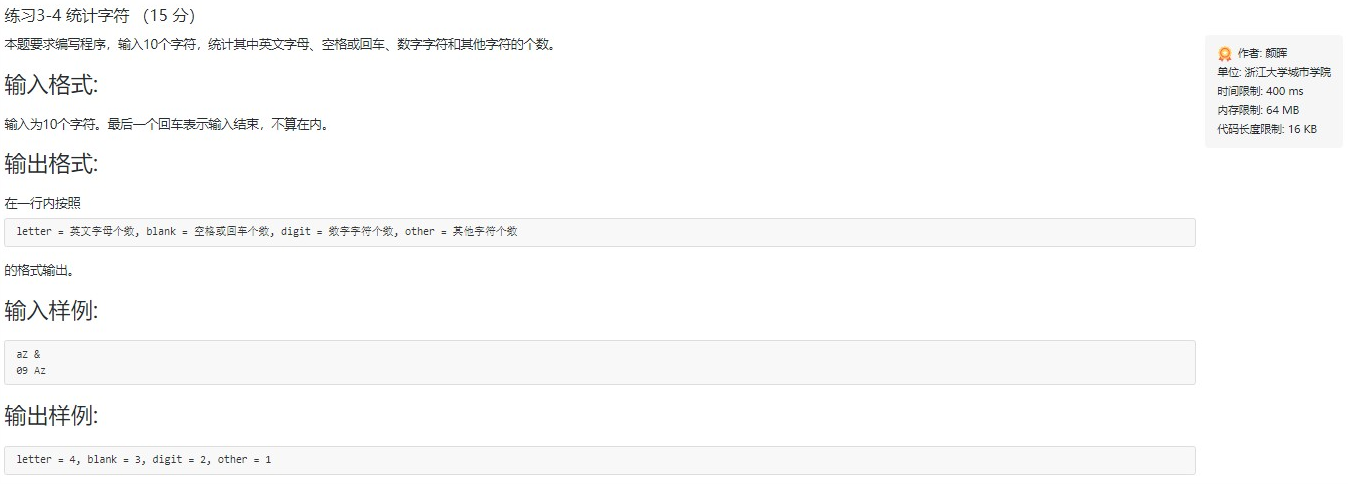 练习3-4 统计字符 （15 分）
本题要求编写程序，输入10个字符，统计其中英文字母、空格或回车、数字字符和其他字符的个数。
作者: 颜晖
单位: 浙江大学城市学院
时间限制: 400 ms
内存限制: 64 MB
代码长度限制: 16 KB
输入格式:
输入为10个字符。最后一个回车表示输入结束，不算在内。
输出格式:
在一行内按照
letter = 英文字母个数, blank = 空格或回车个数, digit = 数字字符个数, other = 其他字符个数
的格式输出。
输入样例:
aZ &
09 Az
输出样例:
letter = 4, blank = 3, digit = 2, other = 1